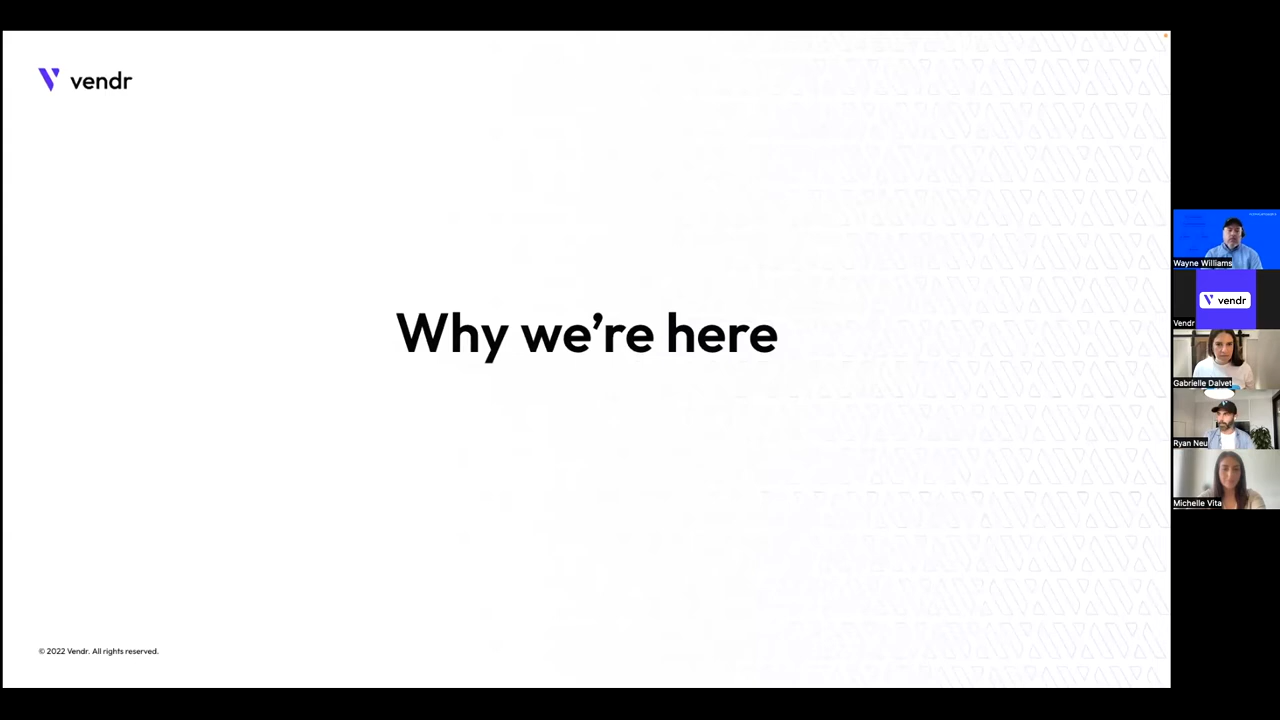 vendr
Why we're here
© 2022 Vendr. All rights reserved.
Wayne Williams
vendr
Vendr
Gabrielle Dalvet
Ryan Neu
Michelle Vita